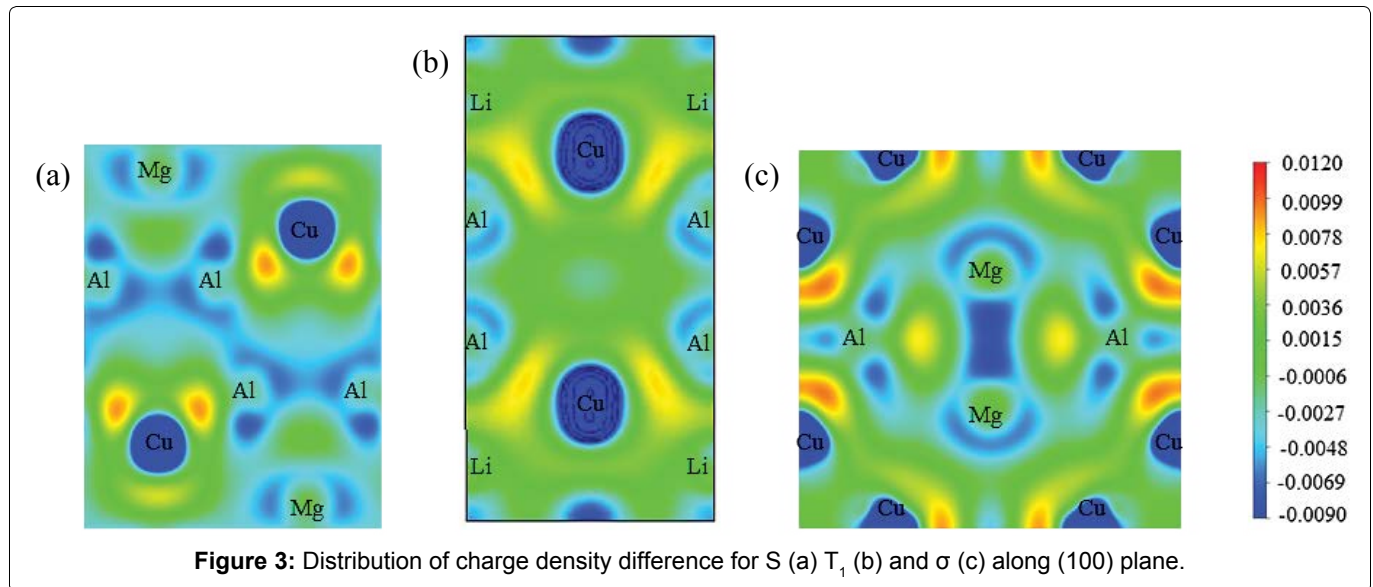 (a)
Mg
Cu
Al
Al
Al
Al
Cu
Mg
(b)
Li
Li
Cu
Al
Al
Al
Al
Cu
Li
Li
(c)
Cu
Cu
Cu
Cu
Mg
Al
Al
Mg
Cu
Cu
Cu
Cu
0.0120
0.0099
0.0078
0.0057
0.0036
0.0015
-0.0006
-0.0027
-0.0048
-0.0069
-0.0090
Figure 3: Distribution of charge density difference for S (a) T₁ (b) and σ (c) along (100) plane.